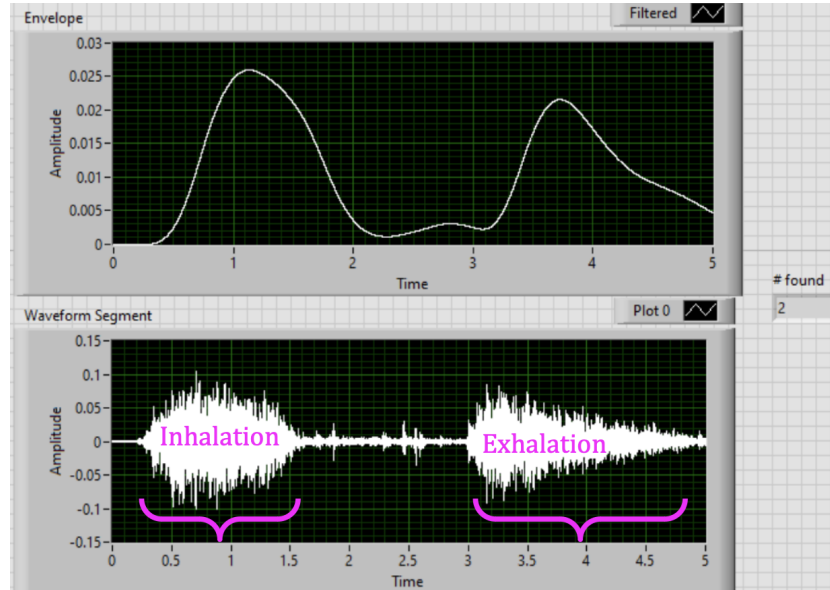 Envelope
Filtered
0.03
0.025
0.02
0.015
0.01
0.005
0
Amplitude
0 1 2 3 4 5
Time
# found
2
Waveform Segment
Plot 0
0.15
0.1
0.05
0
-0.05
-0.1
-0.15
Amplitude
Inhalation
Exhalation
0 0.5 1 1.5 2 2.5 3 3.5 4 4.5 5
Time